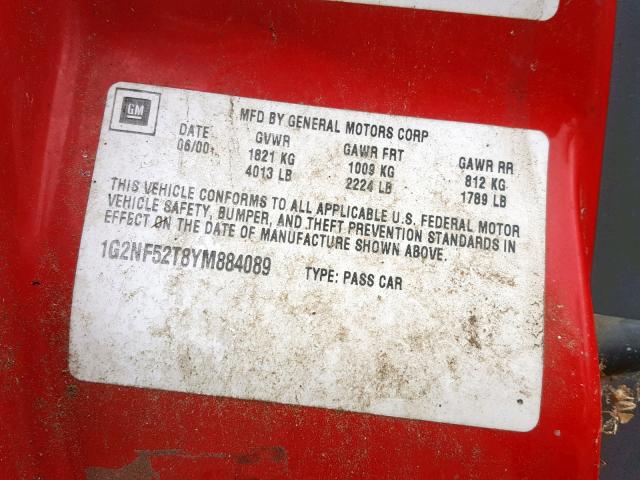 GM
MFD BY GENERAL MOTORS CORP
DATE GVWR GAWR FRT GAWR RR
06/00 1821 KG 1009 KG 812 KG
4013 LB 2224 LB 1789 LB
THIS VEHICLE CONFORMS TO ALL APPLICABLE U.S. FEDERAL MOTOR
VEHICLE SAFETY, BUMPER, AND THEFT PREVENTION STANDARDS IN
EFFECT ON THE DATE OF MANUFACTURE SHOWN ABOVE.
1G2NF52T8YM884089 TYPE: PASS CAR